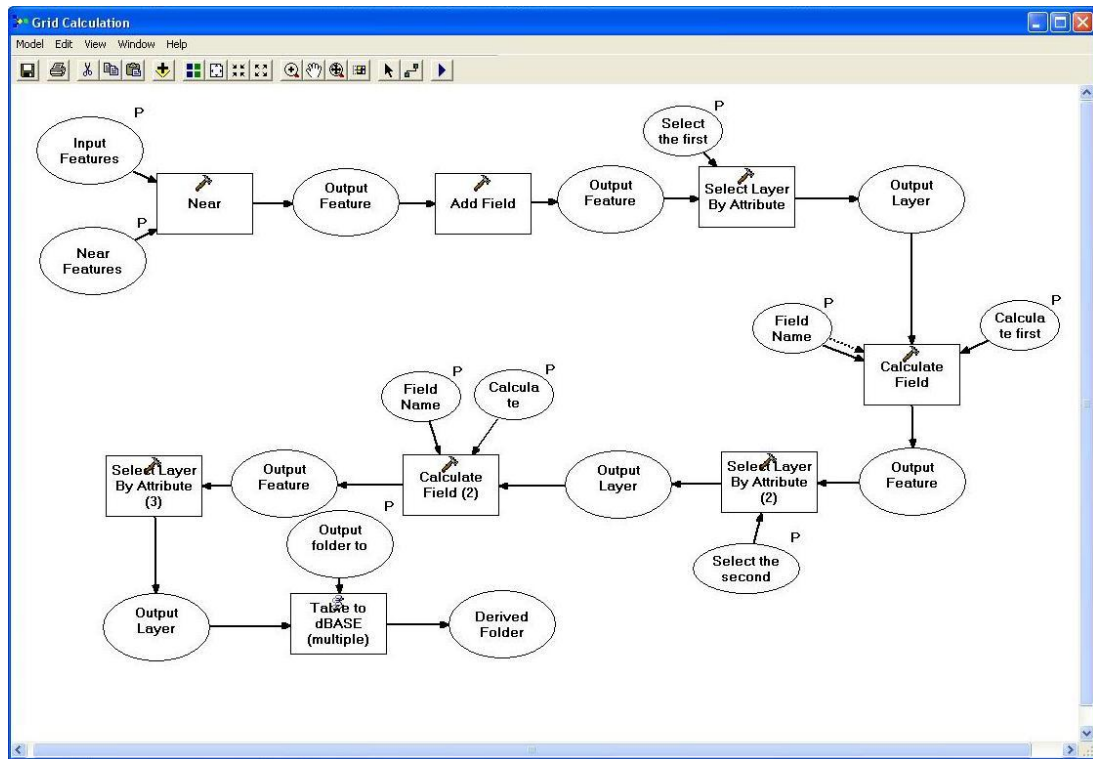 Grid Calculation
Model Edit View Window Help
P
Input
Features
P
Near
Features
Near
Output
Feature
Add Field
Output
Feature
P
Select
the first
Select Layer
By Attribute
Output
Layer
P
Field
Name
P
Calcula
te first
Calculate
Field
Output
Feature
Select Layer
By Attribute
(2)
P
Select the
second
Output
Layer
P
Field
Name
P
Calcula
te
Calculate
Field (2)
Output
Feature
Select Layer
By Attribute
(3)
Output
Layer
P
Output
folder to
Table to
dBASE
(multiple)
Derived
Folder